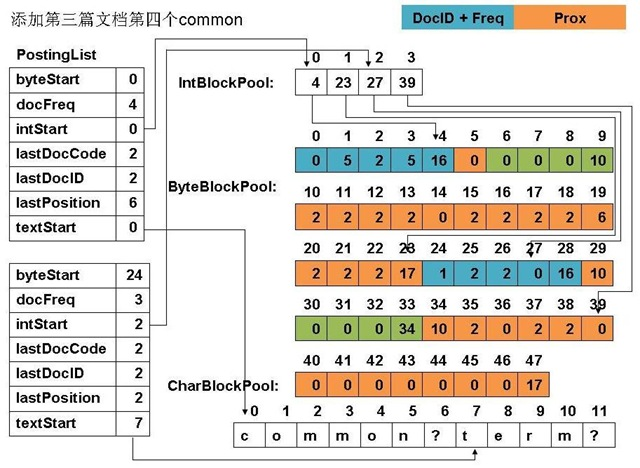 添加第三篇文档第四个common
DocID + Freq Prox
PostingList
byteStart 0
docFreq 4
intStart 0
lastDocCode 2
lastDocID 2
lastPosition 6
textStart 0
byteStart 24
docFreq 3
intStart 2
lastDocCode 2
lastDocID 2
lastPosition 2
textStart 7
0 1 2 3
IntBlockPool: 4 23 27 39
0 1 2 3 4 5 6 7 8 9
0 5 2 5 16 0 0 0 0 10
ByteBlockPool:
10 11 12 13 14 15 16 17 18 19
2 2 2 2 0 2 2 2 2 6
20 21 22 23 24 25 26 27 28 29
2 2 2 17 1 2 2 0 16 10
30 31 32 33 34 35 36 37 38 39
0 0 0 34 10 2 0 2 2 0
40 41 42 43 44 45 46 47
0 0 0 0 0 0 0 17
CharBlockPool:
0 1 2 3 4 5 6 7 8 9 10 11
c o m m o n ? t e r m ?